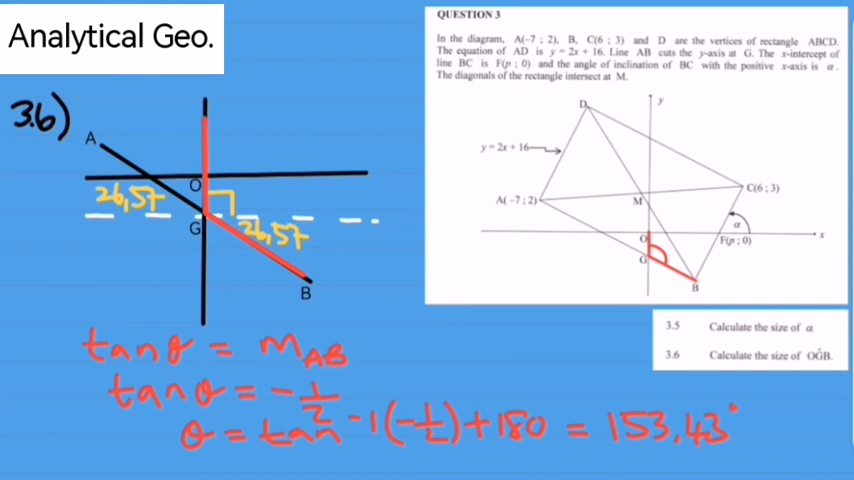 Analytical Geo.
3.6)
A
O
26,57
G
26,57
B
tan θ = MAB
tan θ = -1/2
θ = tan-1(-1/2)+180 = 153,43°
QUESTION 3
In the diagram, A(-7 ; 2), B, C(6 ; 3) and D are the vertices of rectangle ABCD.
The equation of AD is y = 2x + 16. Line AB cuts the y-axis at G. The x-intercept of
line BC is F(p ; 0) and the angle of inclination of BC with the positive x-axis is α.
The diagonals of the rectangle intersect at M.
D
y
y = 2x + 16
C(6 ; 3)
A(-7 ; 2)
M
α
O
F(p ; 0)
x
G
B
3.5 Calculate the size of α
3.6 Calculate the size of OĜB.